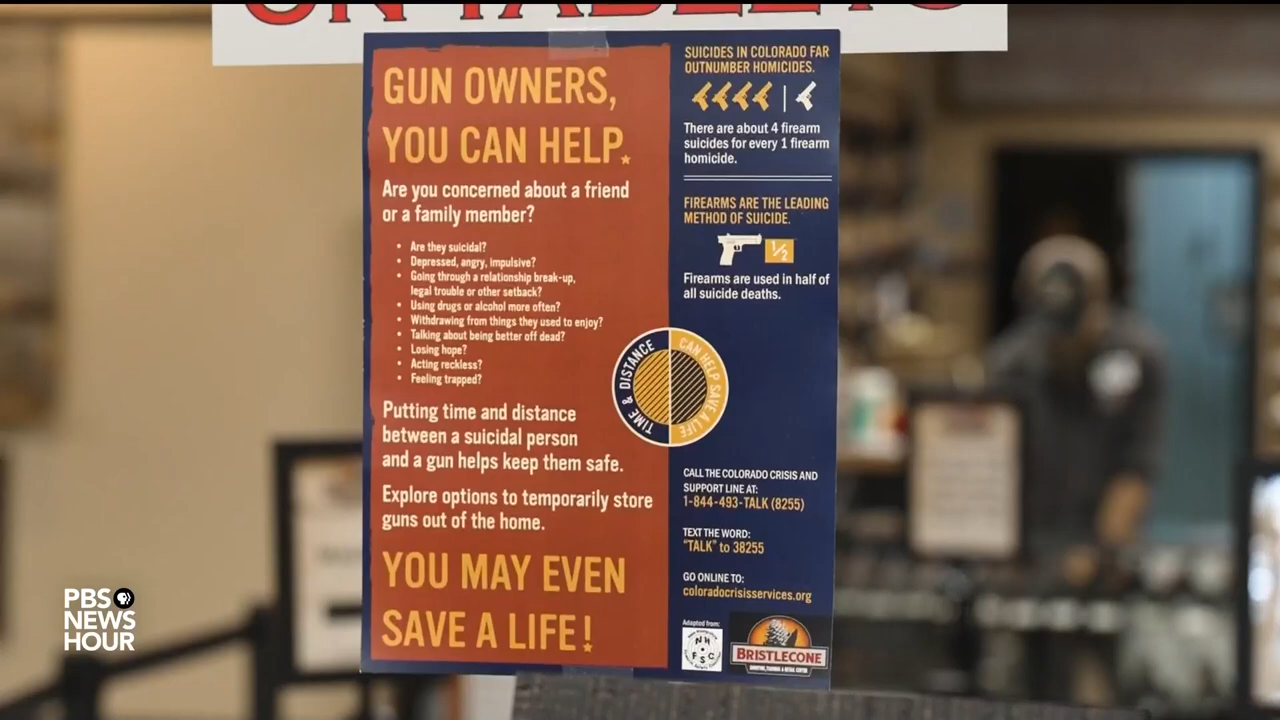 ON TABLETS
GUN OWNERS,
YOU CAN HELP.
Are you concerned about a friend
or a family member?
• Are they suicidal?
• Depressed, angry, impulsive?
• Going through a relationship break-up,
legal trouble or other setback?
• Using drugs or alcohol more often?
• Withdrawing from things they used to enjoy?
• Talking about being better off dead?
• Losing hope?
• Acting reckless?
• Feeling trapped?
Putting time and distance
between a suicidal person
and a gun helps keep them safe.
Explore options to temporarily store
guns out of the home.
YOU MAY EVEN
SAVE A LIFE!
TIME & DISTANCE
CAN HELP SAVE A LIFE
SUICIDES IN COLORADO FAR
OUTNUMBER HOMICIDES.
There are about 4 firearm
suicides for every 1 firearm
homicide.
FIREARMS ARE THE LEADING
METHOD OF SUICIDE.
1/2
Firearms are used in half of
all suicide deaths.
CALL THE COLORADO CRISIS AND
SUPPORT LINE AT:
1-844-493-TALK (8255)
TEXT THE WORD:
"TALK" to 38255
GO ONLINE TO:
coloradocrisisservices.org
Adapted from:
NH
FSC
BRISTLECONE
SHOOTING, TRAINING & RETAIL CENTER
PBS
NEWS
HOUR